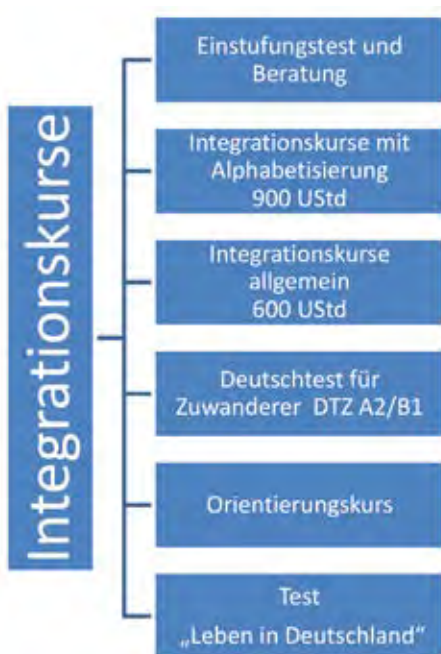 Integrationskurse
Einstufungstest und
Beratung
Integrationskurse mit
Alphabetisierung
900 UStd
Integrationskurse
allgemein
600 UStd
Deutschtest für
Zuwanderer DTZ A2/B1
Orientierungskurs
Test
„Leben in Deutschland“